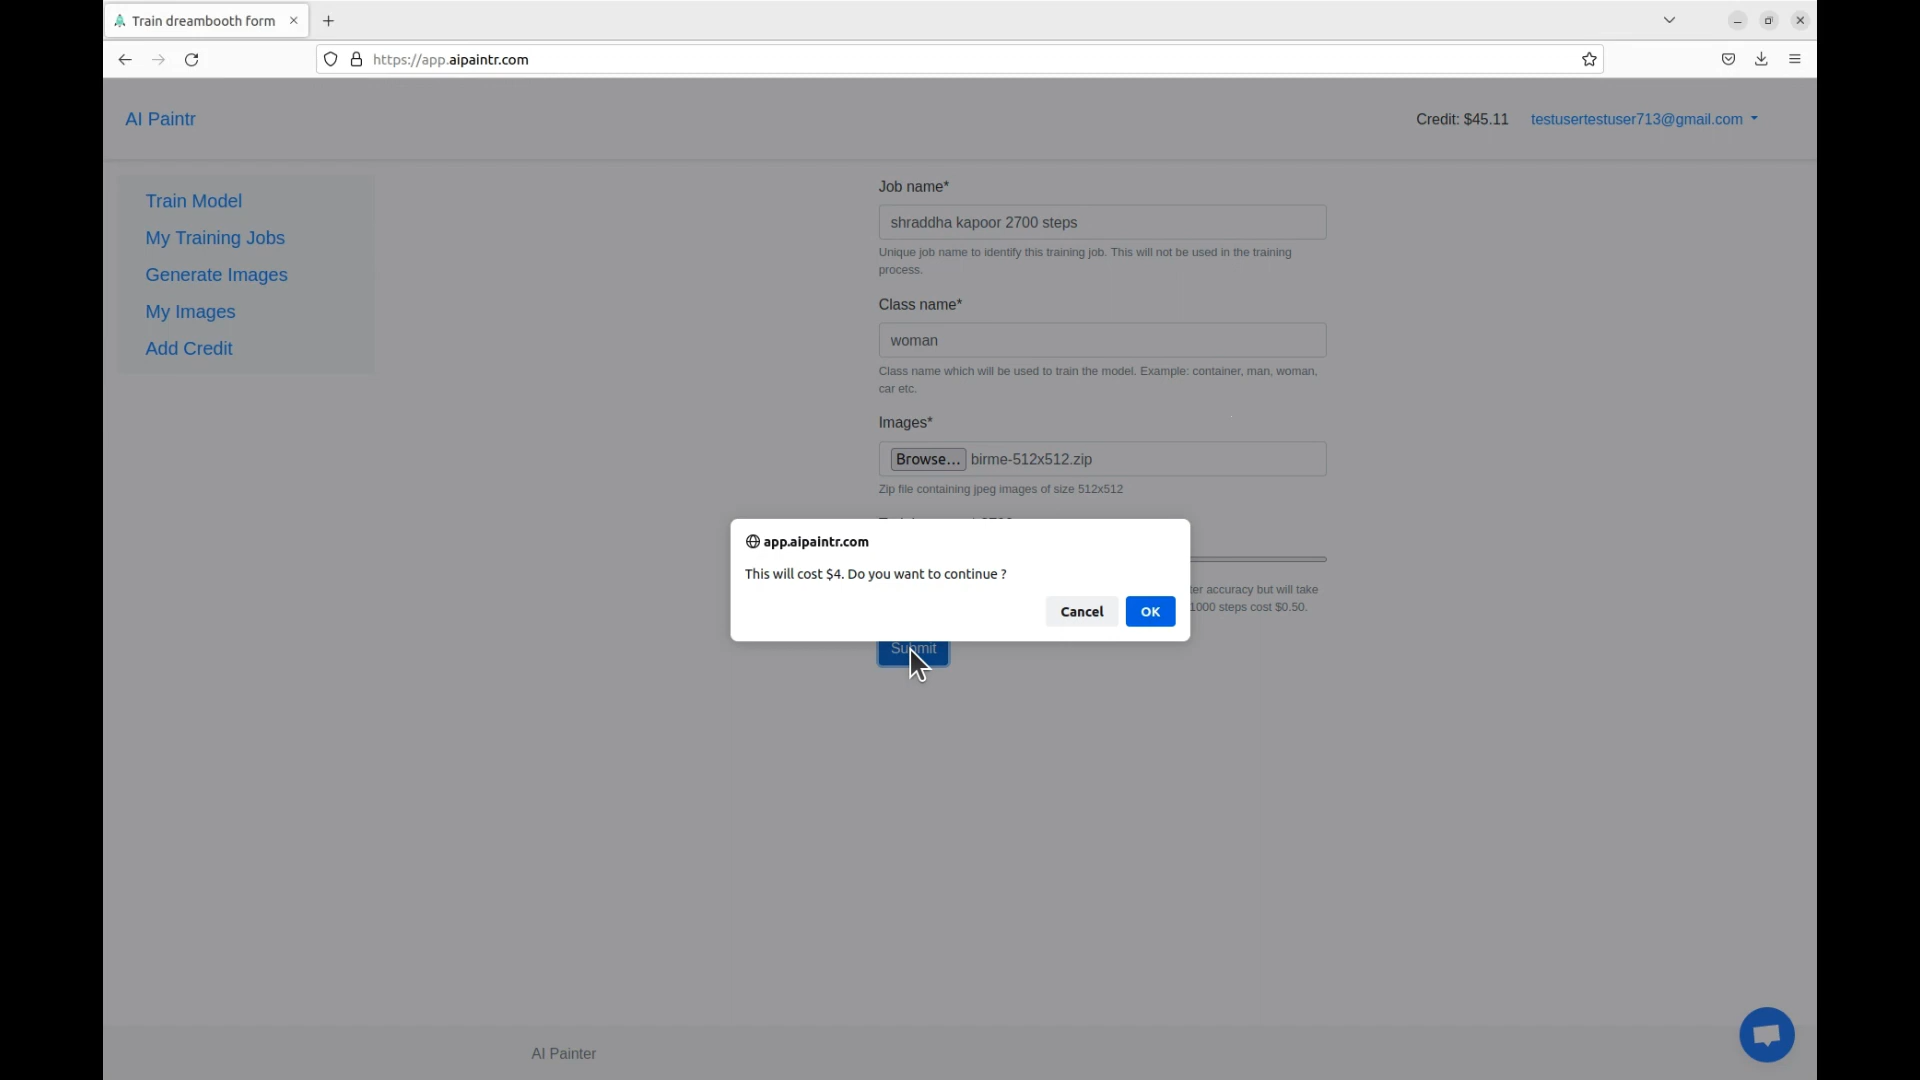 Train dreambooth form
https://app.aipaintr.com
AI Paintr
Credit: $45.11
testusertestuser713@gmail.com
Train Model
My Training Jobs
Generate Images
My Images
Add Credit
Job name*
shraddha kapoor 2700 steps
Unique job name to identify this training job. This will not be used in the training
process.
Class name*
woman
Class name which will be used to train the model. Example: container, man, woman,
car etc.
Images*
Browse... birme-512x512.zip
Zip file containing jpeg images of size 512x512
app.aipaintr.com
This will cost $4. Do you want to continue ?
Cancel
OK
accuracy but will take
1000 steps cost $0.50.
Submit
AI Painter